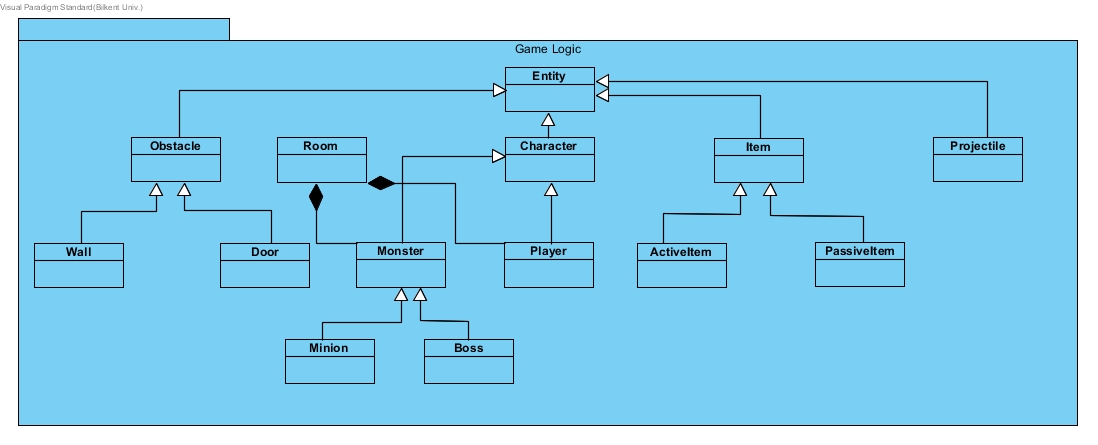 Visual Paradigm Standard(Bilkent Univ.)
Game Logic
Entity
Obstacle
Room
Character
Item
Projectile
Wall
Door
Monster
Player
ActiveItem
PassiveItem
Minion
Boss